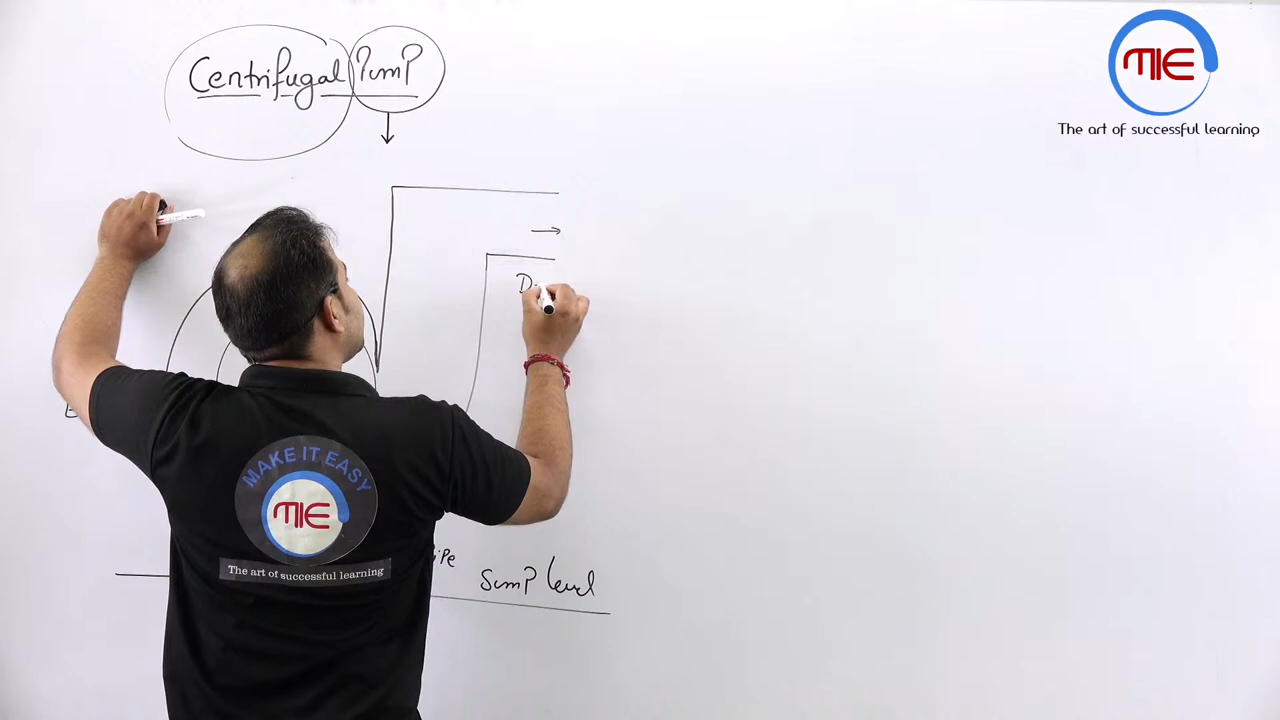 Centrifugal PumP
MIE
The art of successful learning
MAKE IT EASY
MIE
The art of successful learning
SumP level